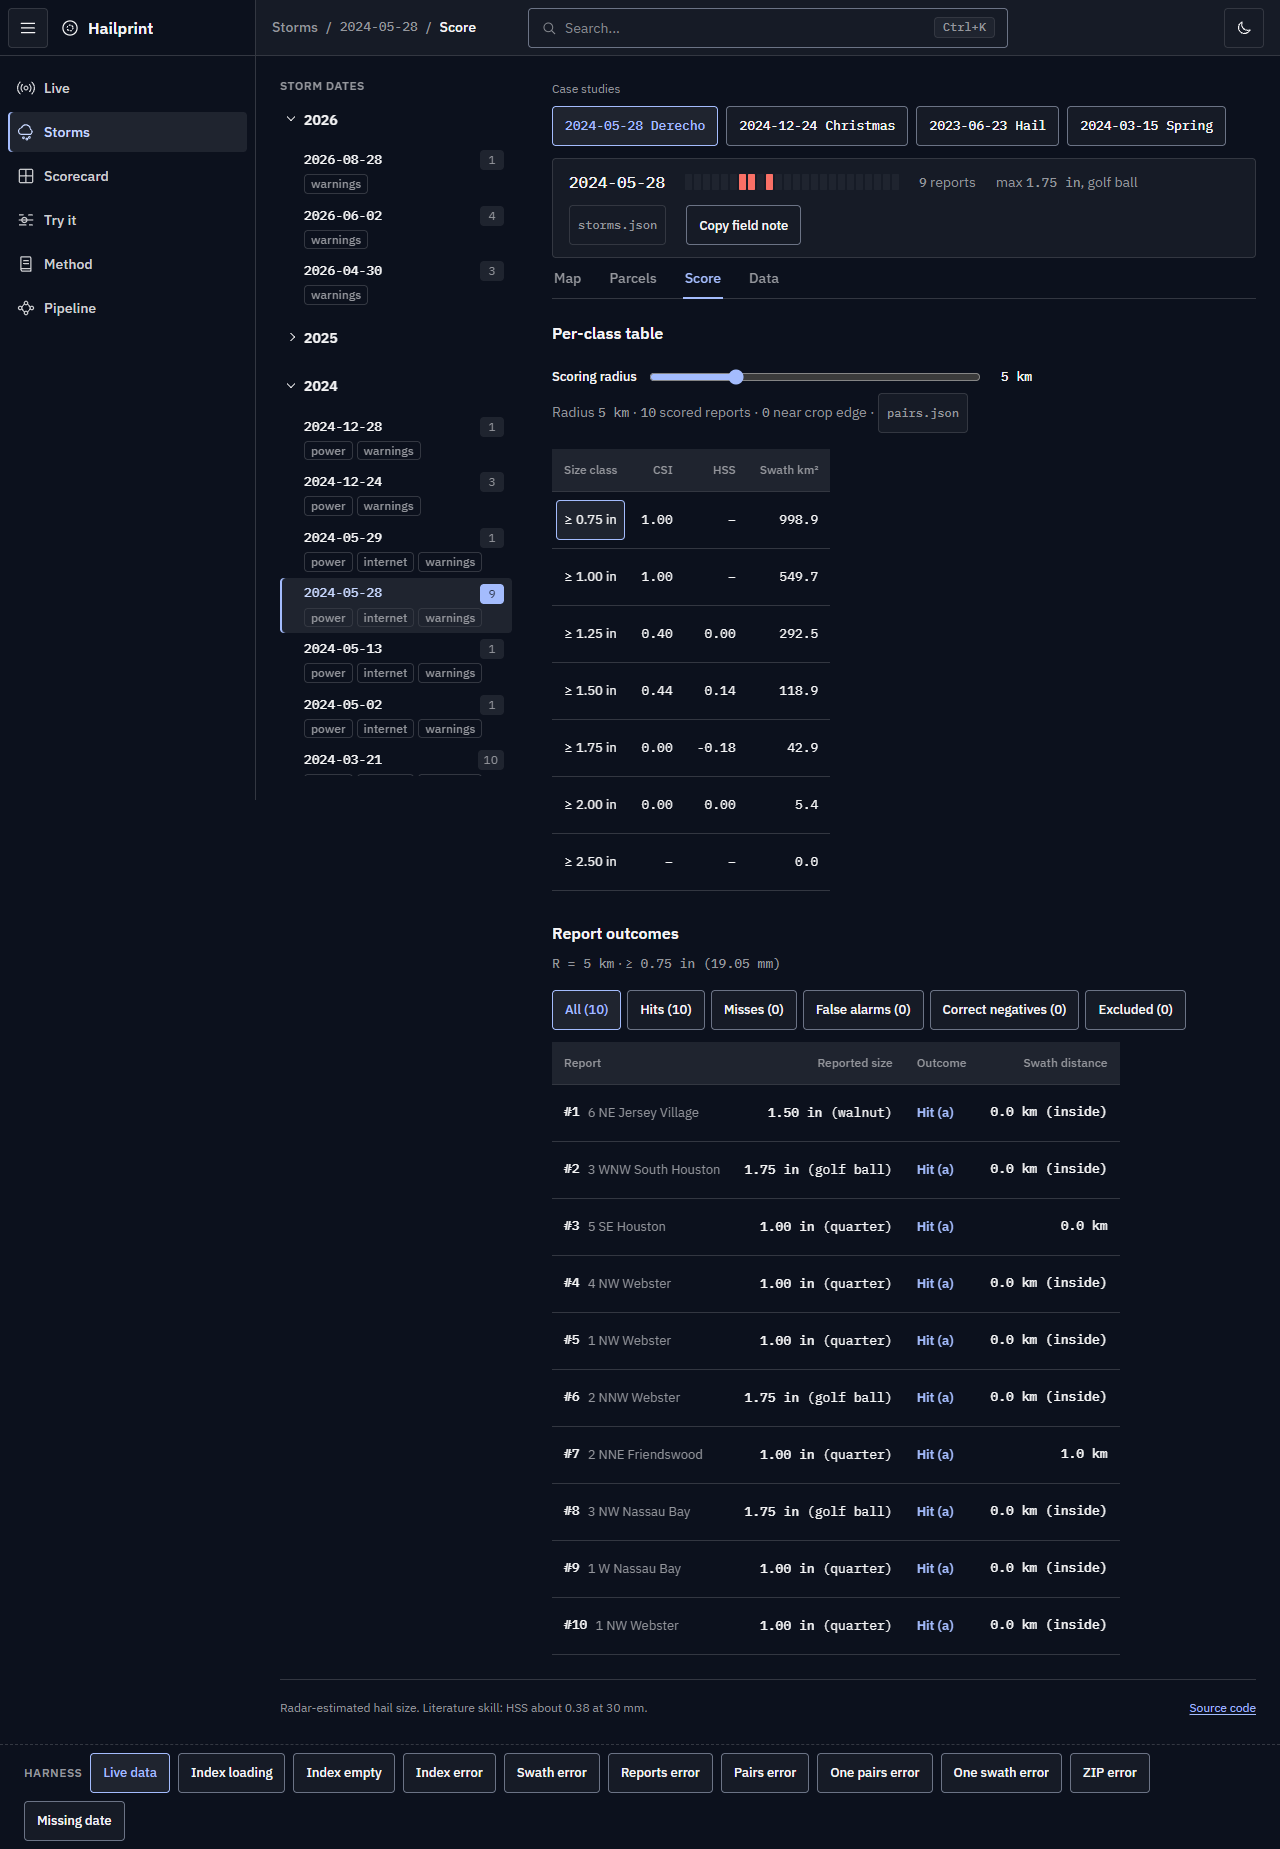 Hailprint
Storms / 2024-05-28 / Score
Search...
Ctrl+K
Live
Storms
Scorecard
Try it
Method
Pipeline
STORM DATES
2026
2026-08-28 1
warnings
2026-06-02 4
warnings
2026-04-30 3
warnings
2025
2024
2024-12-28 1
power warnings
2024-12-24 3
power warnings
2024-05-29 1
power internet warnings
2024-05-28 9
power internet warnings
2024-05-13 1
power internet warnings
2024-05-02 1
power internet warnings
2024-03-21 10
Case studies
2024-05-28 Derecho 2024-12-24 Christmas 2023-06-23 Hail 2024-03-15 Spring
2024-05-28 9 reports max 1.75 in, golf ball
storms.json Copy field note
Map Parcels Score Data
Per-class table
Scoring radius 5 km
Radius 5 km · 10 scored reports · 0 near crop edge · pairs.json
Size class CSI HSS Swath km²
≥ 0.75 in 1.00 – 998.9
≥ 1.00 in 1.00 – 549.7
≥ 1.25 in 0.40 0.00 292.5
≥ 1.50 in 0.44 0.14 118.9
≥ 1.75 in 0.00 -0.18 42.9
≥ 2.00 in 0.00 0.00 5.4
≥ 2.50 in – – 0.0
Report outcomes
R = 5 km · ≥ 0.75 in (19.05 mm)
All (10) Hits (10) Misses (0) False alarms (0) Correct negatives (0) Excluded (0)
Report Reported size Outcome Swath distance
#1 6 NE Jersey Village 1.50 in (walnut) Hit (a) 0.0 km (inside)
#2 3 WNW South Houston 1.75 in (golf ball) Hit (a) 0.0 km (inside)
#3 5 SE Houston 1.00 in (quarter) Hit (a) 0.0 km
#4 4 NW Webster 1.00 in (quarter) Hit (a) 0.0 km (inside)
#5 1 NW Webster 1.00 in (quarter) Hit (a) 0.0 km (inside)
#6 2 NNW Webster 1.75 in (golf ball) Hit (a) 0.0 km (inside)
#7 2 NNE Friendswood 1.00 in (quarter) Hit (a) 1.0 km
#8 3 NW Nassau Bay 1.75 in (golf ball) Hit (a) 0.0 km (inside)
#9 1 W Nassau Bay 1.00 in (quarter) Hit (a) 0.0 km (inside)
#10 1 NW Webster 1.00 in (quarter) Hit (a) 0.0 km (inside)
Radar-estimated hail size. Literature skill: HSS about 0.38 at 30 mm. Source code
HARNESS Live data Index loading Index empty Index error Swath error Reports error Pairs error One pairs error One swath error ZIP error
Missing date